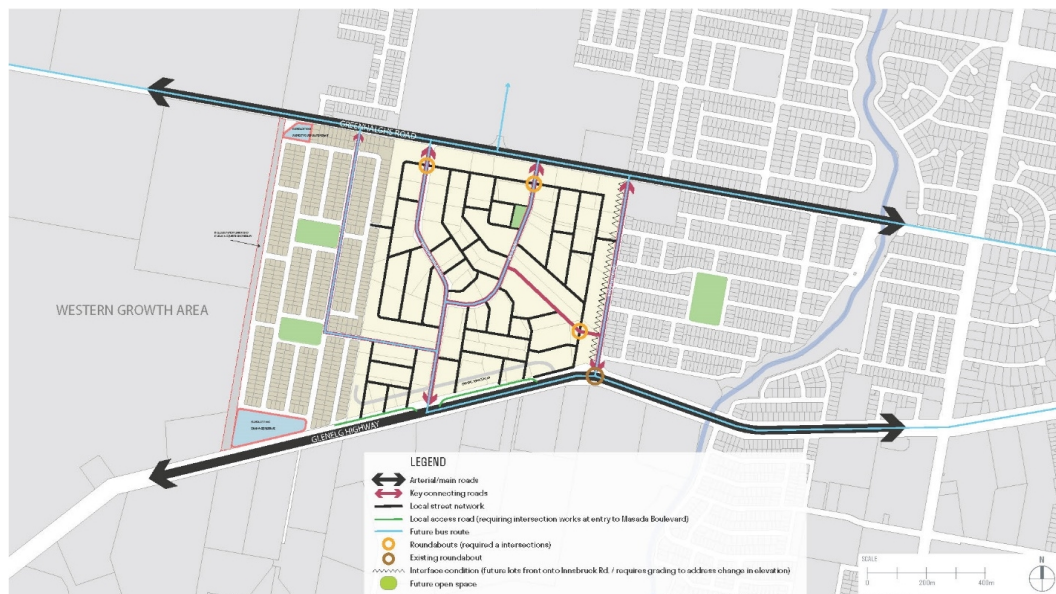 GREENHALGHS ROAD
WESTERN GROWTH AREA
GLENELG HIGHWAY
LEGEND
Arterial/main roads
Key connecting roads
Local street network
Local access road (requiring intersection works at entry to Masada Boulevard)
Future bus route
Roundabouts (required a intersections)
Existing roundabout
Interface condition (future lots front onto Innsbruck Rd. / requires grading to address change in elevation)
Future open space
SCALE
0 200m 400m
N